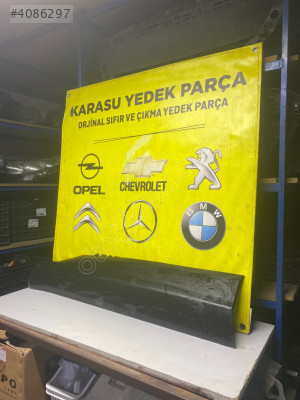 #4086297
KARASU YEDEK PARÇA
ORJİNAL SIFIR VE ÇIKMA YEDEK PARÇA
OPEL
CHEVROLET
BMW